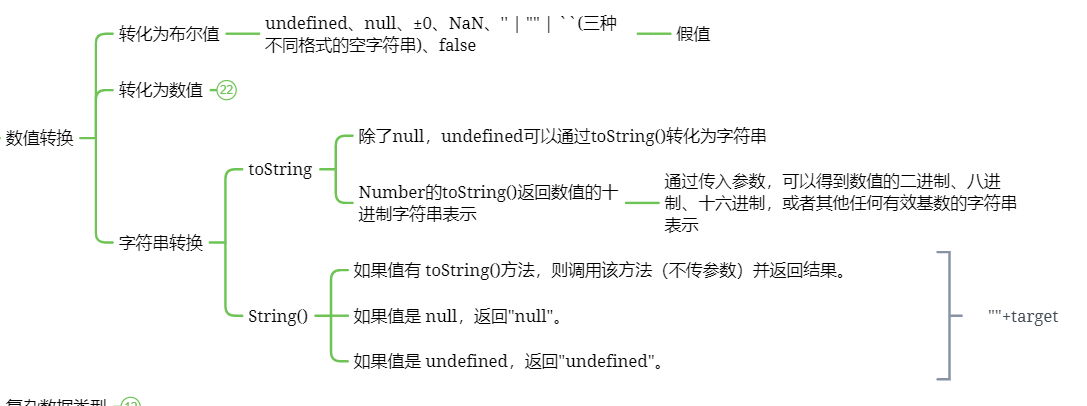 转化为布尔值
undefined、null、±0、NaN、'' | "" | ``(三种
不同格式的空字符串)、false
假值
转化为数值
22
数值转换
toString
除了null，undefined可以通过toString()转化为字符串
Number的toString()返回数值的十
进制字符串表示
通过传入参数，可以得到数值的二进制、八进
制、十六进制，或者其他任何有效基数的字符串
表示
字符串转换
String()
如果值有 toString()方法，则调用该方法（不传参数）并返回结果。
如果值是 null，返回"null"。
如果值是 undefined，返回"undefined"。
""+target
复杂数据类型